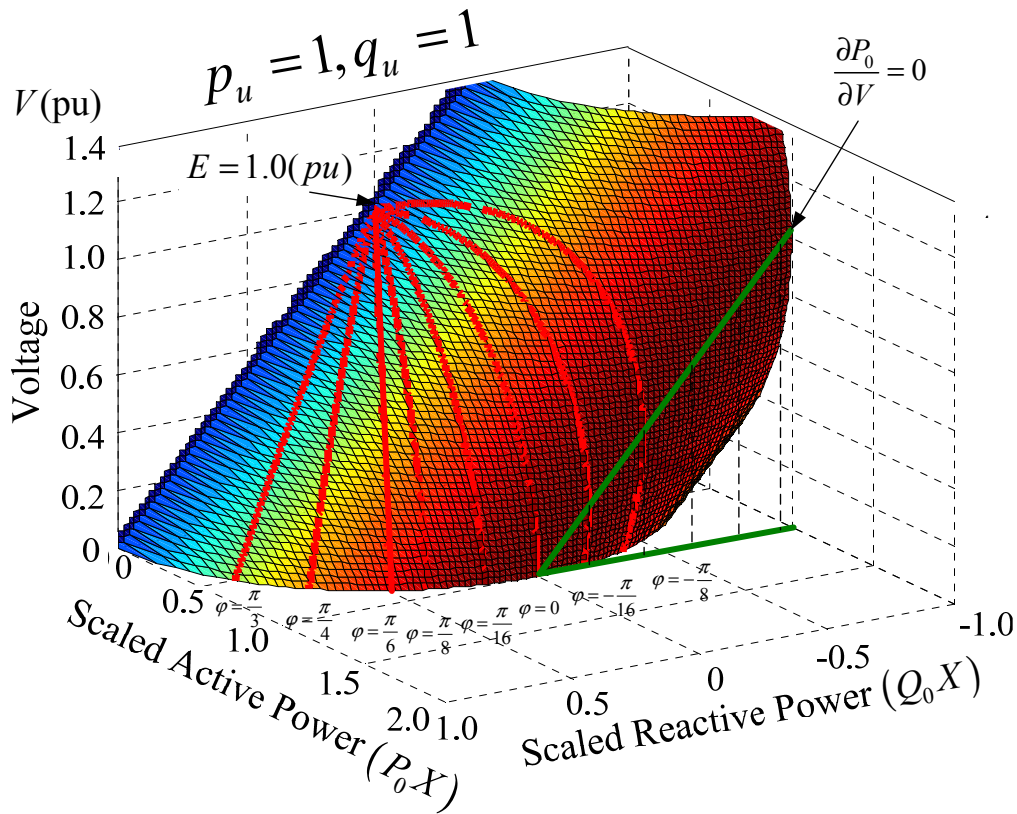 p_u = 1, q_u = 1
∂P_0/∂V = 0
V(pu)
E = 1.0(pu)
1.4
1.2
1.0
0.8
0.6
0.4
0.2
0
Voltage
0
0.5
1.0
1.5
2.0
Scaled Active Power (P_0X)
φ = π/3
φ = π/4
φ = π/6
φ = π/8
φ = π/16
φ = 0
φ = -π/16
φ = -π/8
1.0
0.5
0
-0.5
-1.0
Scaled Reactive Power (Q_0X)